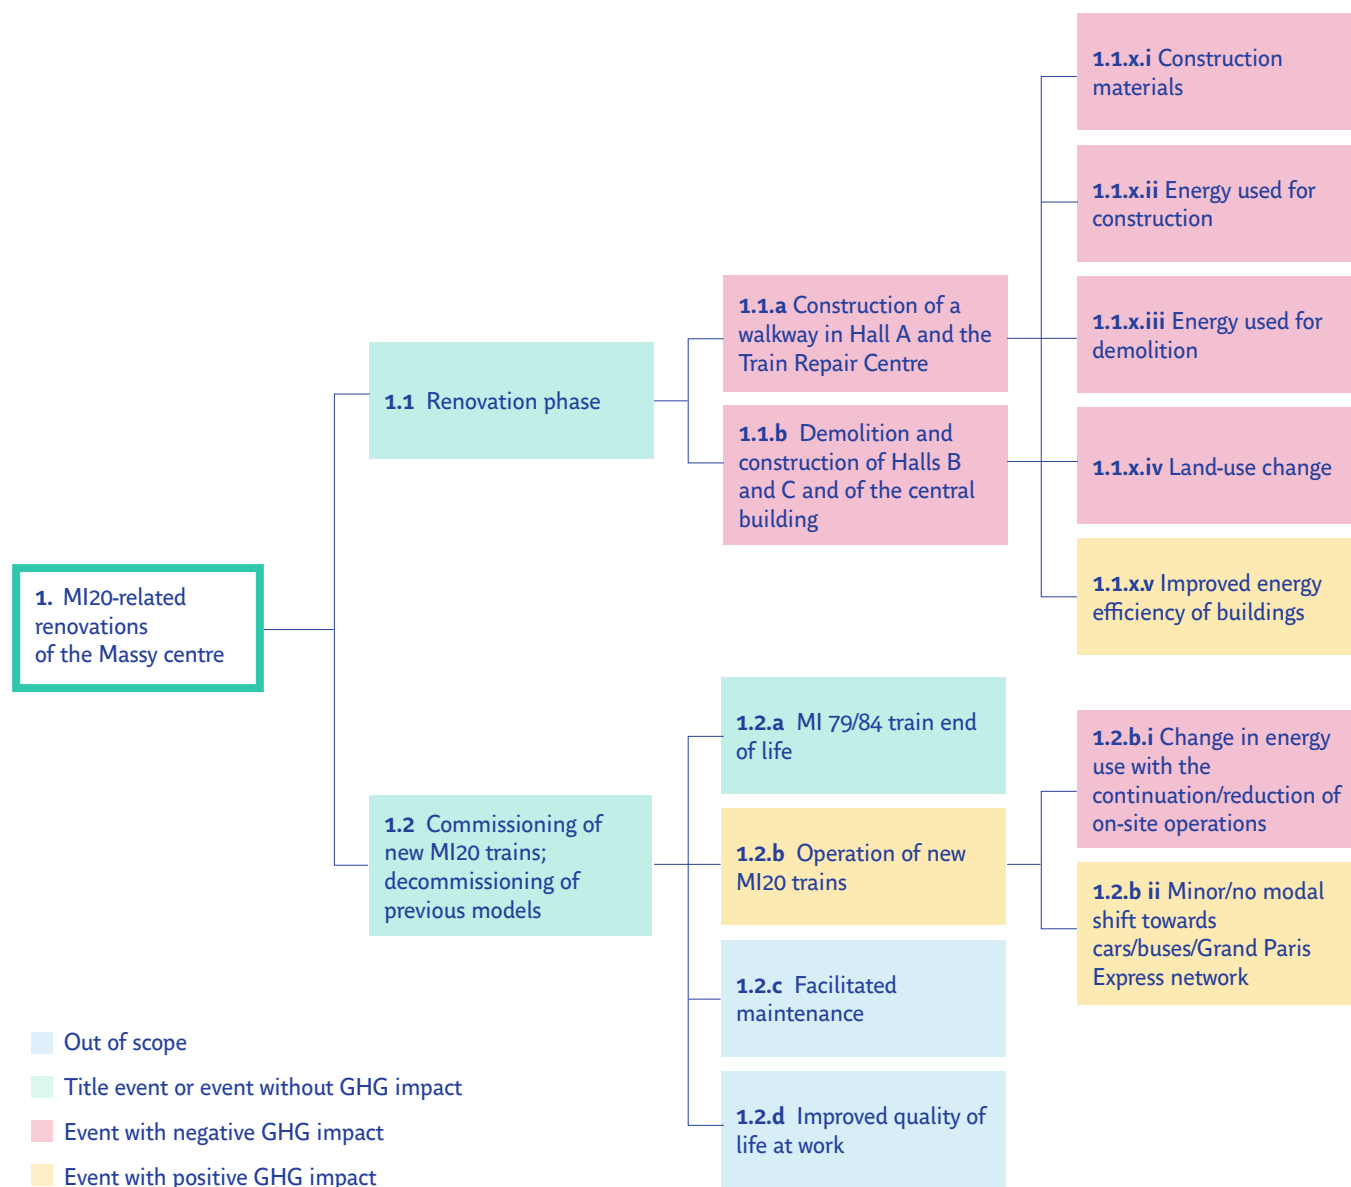 1. MI20-related
renovations
of the Massy centre
1.1 Renovation phase
1.1.a Construction of a
walkway in Hall A and the
Train Repair Centre
1.1.b Demolition and
construction of Halls B
and C and of the central
building
1.1.x.i Construction
materials
1.1.x.ii Energy used for
construction
1.1.x.iii Energy used for
demolition
1.1.x.iv Land-use change
1.1.x.v Improved energy
efficiency of buildings
1.2 Commissioning of
new MI20 trains;
decommissioning of
previous models
1.2.a MI 79/84 train end
of life
1.2.b Operation of new
MI20 trains
1.2.b.i Change in energy
use with the
continuation/reduction of
on-site operations
1.2.b ii Minor/no modal
shift towards
cars/buses/Grand Paris
Express network
1.2.c Facilitated
maintenance
1.2.d Improved quality of
life at work
Out of scope
Title event or event without GHG impact
Event with negative GHG impact
Event with positive GHG impact